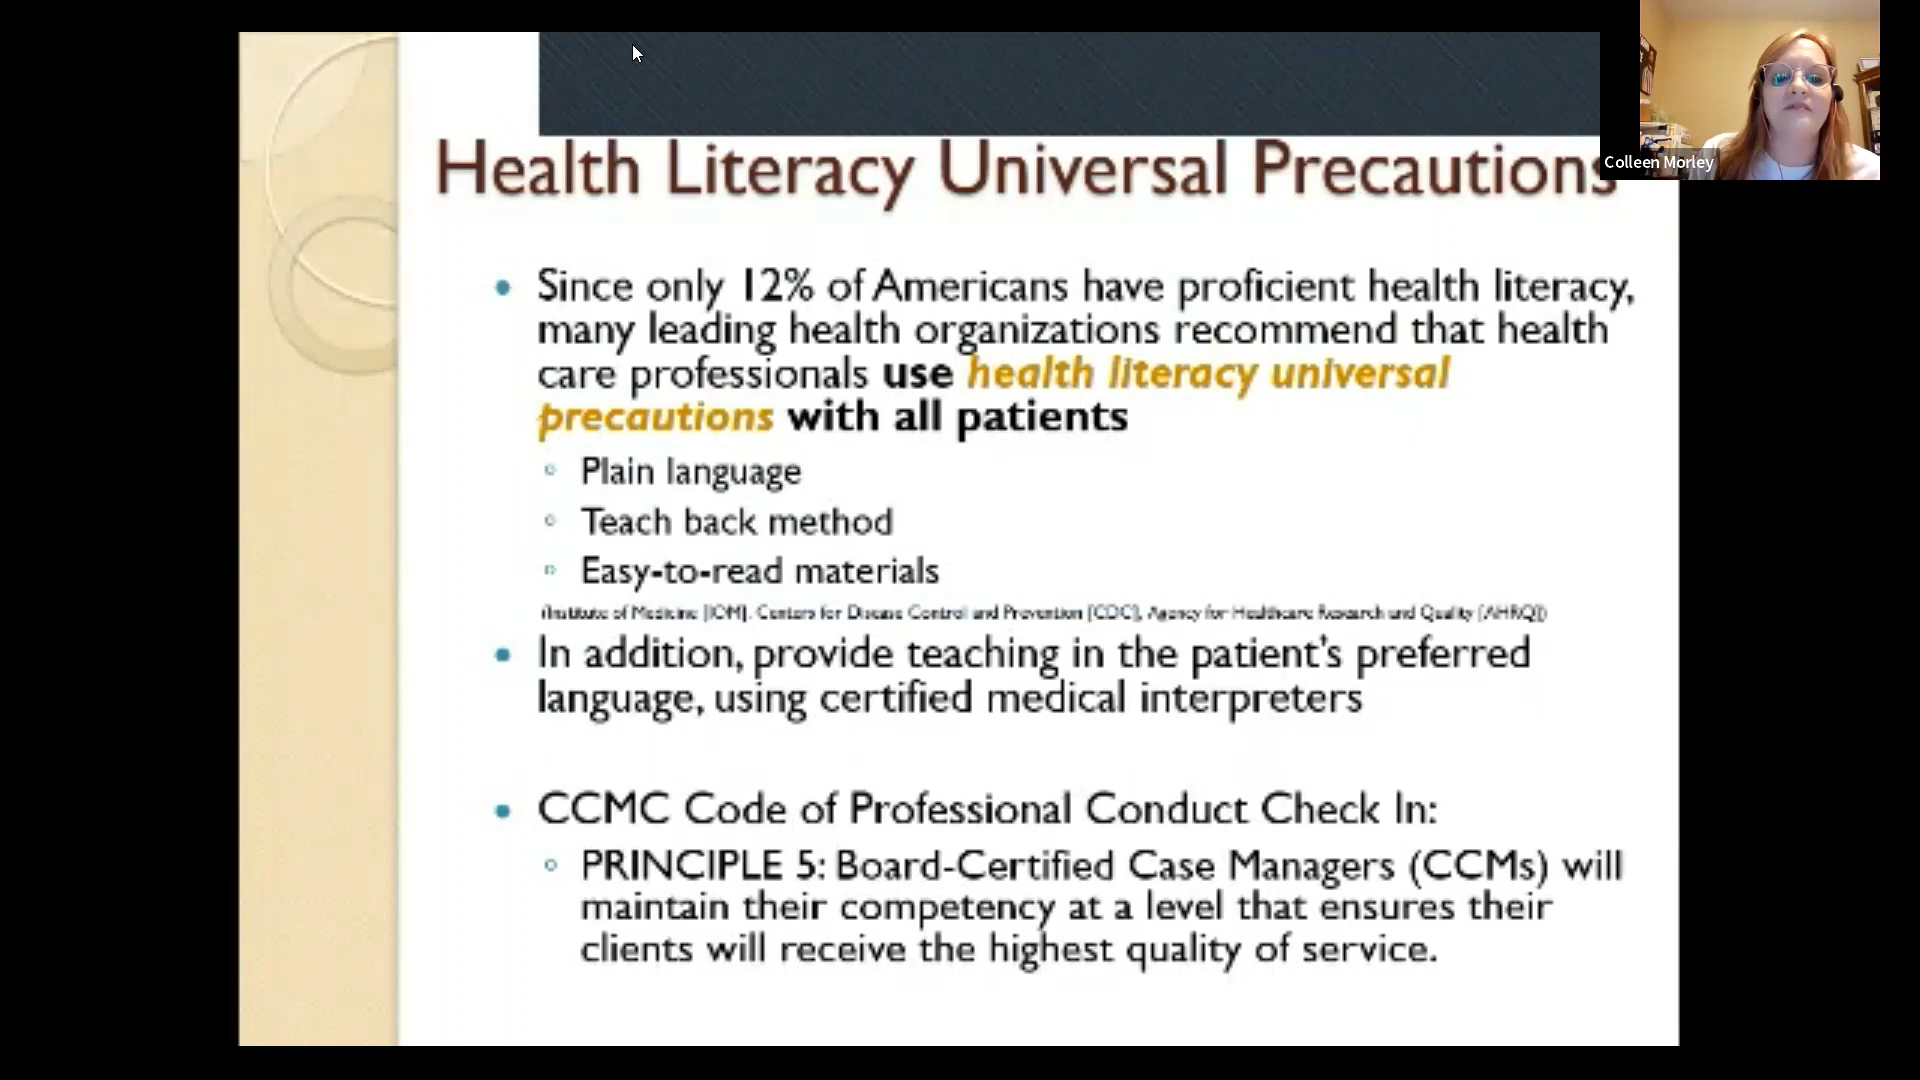 Health Literacy Universal Precautions
Colleen Morley
• Since only 12% of Americans have proficient health literacy,
many leading health organizations recommend that health
care professionals use health literacy universal
precautions with all patients
◦ Plain language
◦ Teach back method
◦ Easy-to-read materials
(Institute of Medicine [IOM], Centers for Disease Control and Prevention [CDC], Agency for Healthcare Research and Quality [AHRQ])
• In addition, provide teaching in the patient’s preferred
language, using certified medical interpreters
• CCMC Code of Professional Conduct Check In:
◦ PRINCIPLE 5: Board-Certified Case Managers (CCMs) will
maintain their competency at a level that ensures their
clients will receive the highest quality of service.